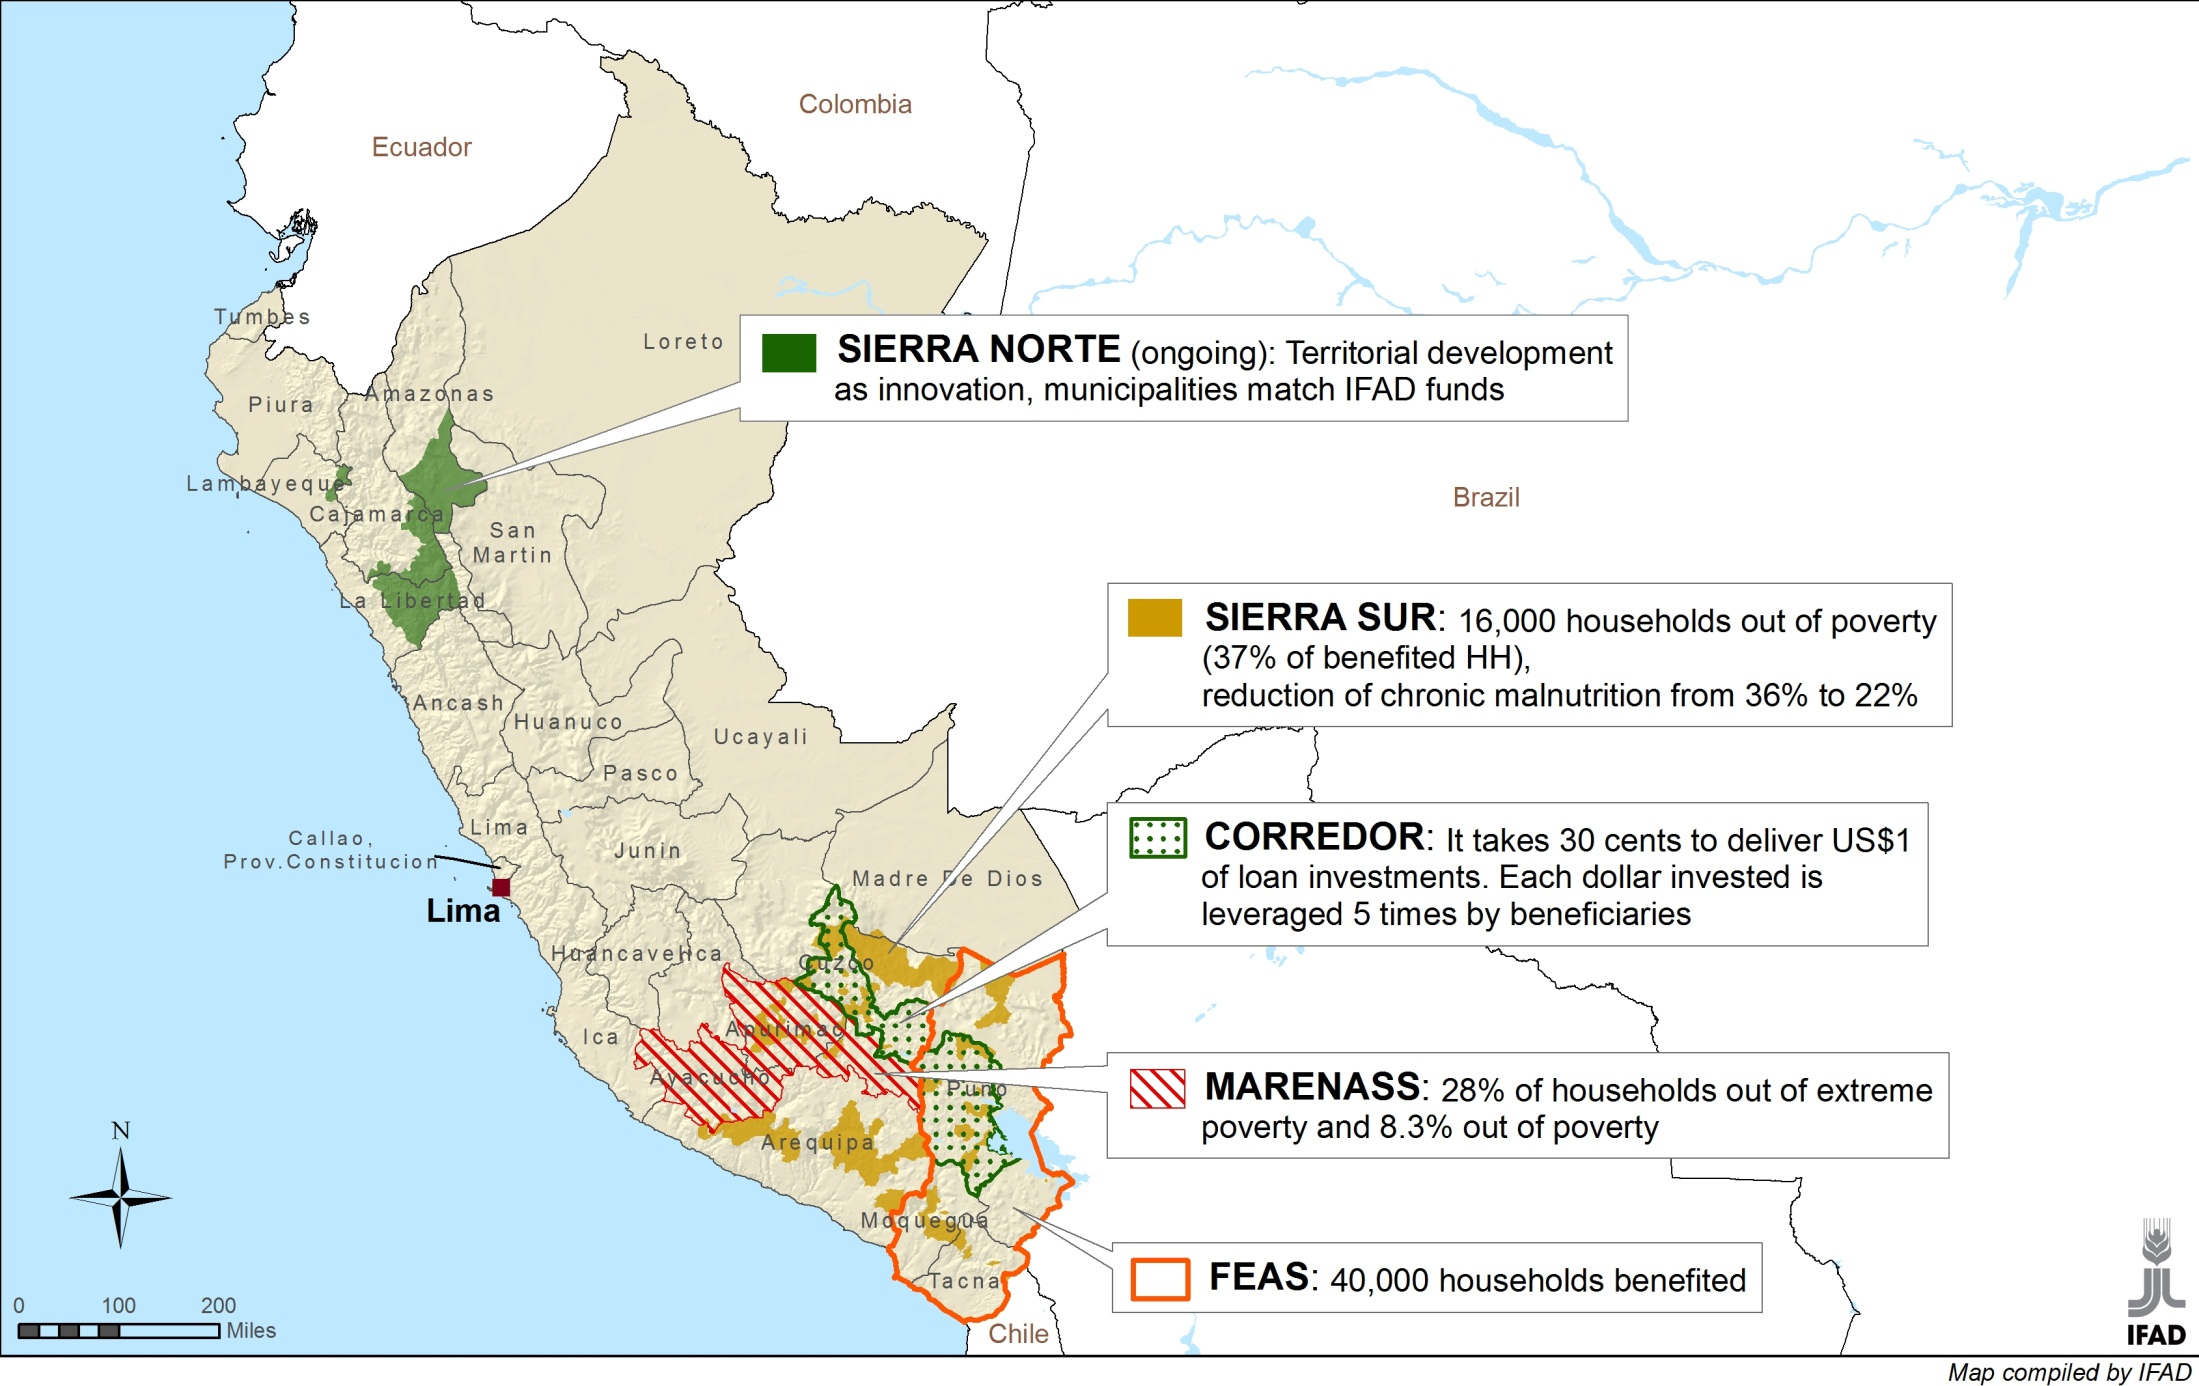 Colombia
Ecuador
Tumbes
Loreto
SIERRA NORTE (ongoing): Territorial development
as innovation, municipalities match IFAD funds
Amazonas
Piura
Lambayeque
Brazil
Cajamarca
San
Martin
La Libertad
SIERRA SUR: 16,000 households out of poverty
(37% of benefited HH),
reduction of chronic malnutrition from 36% to 22%
Ancash
Huanuco
Ucayali
Pasco
Lima
Callao,
Prov.Constitucion
Junin
CORREDOR: It takes 30 cents to deliver US$1
of loan investments. Each dollar invested is
leveraged 5 times by beneficiaries
Madre De Dios
Lima
Huancavelica
Cuzco
Ica
Apurimac
Ayacucho
Puno
MARENASS: 28% of households out of extreme
poverty and 8.3% out of poverty
Arequipa
N
Moquegua
Tacna
FEAS: 40,000 households benefited
0 100 200
Miles
Chile
IFAD
Map compiled by IFAD